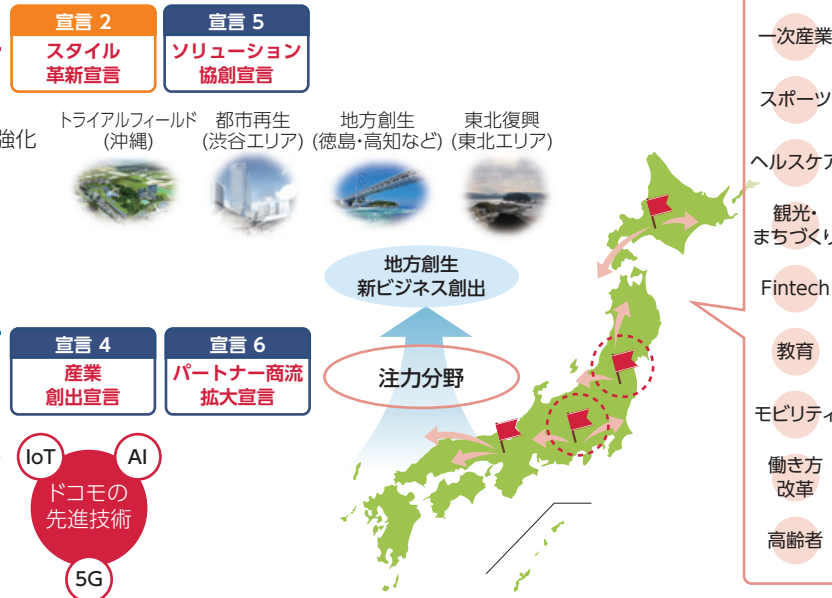 宣言 2
スタイル
革新宣言
宣言 5
ソリューション
協創宣言
強化
トライアルフィールド
(沖縄)
都市再生
(渋谷エリア)
地方創生
(徳島・高知など)
東北復興
(東北エリア)
地方創生
新ビジネス創出
宣言 4
産業
創出宣言
宣言 6
パートナー商流
拡大宣言
注力分野
IoT
AI
ドコモの
先進技術
5G
一次産業
スポーツ
ヘルスケア
観光・
まちづくり
Fintech
教育
モビリティ
働き方
改革
高齢者